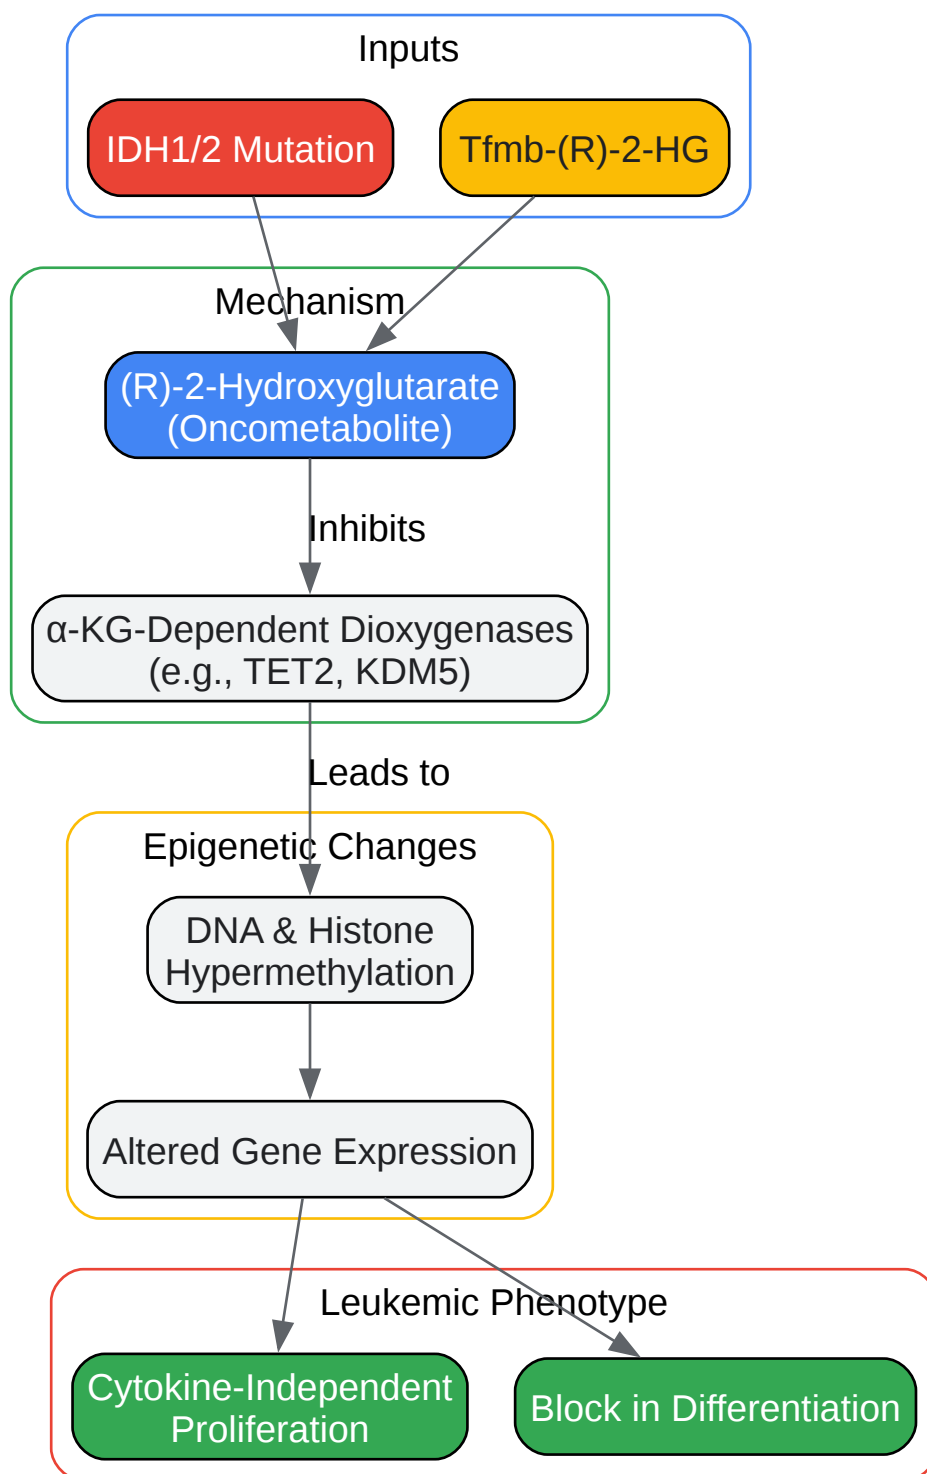 Inputs
IDH1/2 Mutation
Tfmb-(R)-2-HG
Mechanism
(R)-2-Hydroxyglutarate
(Oncometabolite)
Inhibits
α-KG-Dependent Dioxygenases
(e.g., TET2, KDM5)
Leads to
Epigenetic Changes
DNA & Histone
Hypermethylation
Altered Gene Expression
Leukemic Phenotype
Cytokine-Independent
Proliferation
Block in Differentiation